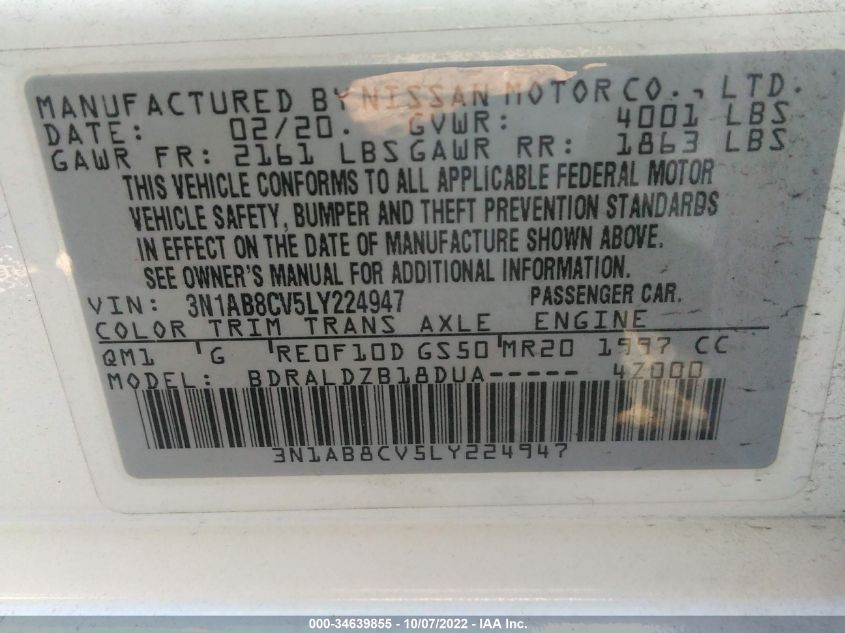 MANUFACTURED BY NISSAN MOTOR CO., LTD.
DATE: 02/20. GVWR: 4001 LBS
GAWR FR: 2161 LBS GAWR RR: 1863 LBS
THIS VEHICLE CONFORMS TO ALL APPLICABLE FEDERAL MOTOR
VEHICLE SAFETY, BUMPER AND THEFT PREVENTION STANDARDS
IN EFFECT ON THE DATE OF MANUFACTURE SHOWN ABOVE.
SEE OWNER'S MANUAL FOR ADDITIONAL INFORMATION.
VIN: 3N1AB8CV5LY224947 PASSENGER CAR.
COLOR TRIM TRANS AXLE ENGINE
QM1 G RE0F10D GS50 MR20 1997 CC
MODEL: BDRALDZB18DUA----- 4Z000
3N1AB8CV5LY224947
000-34639855 - 10/07/2022 - IAA Inc.